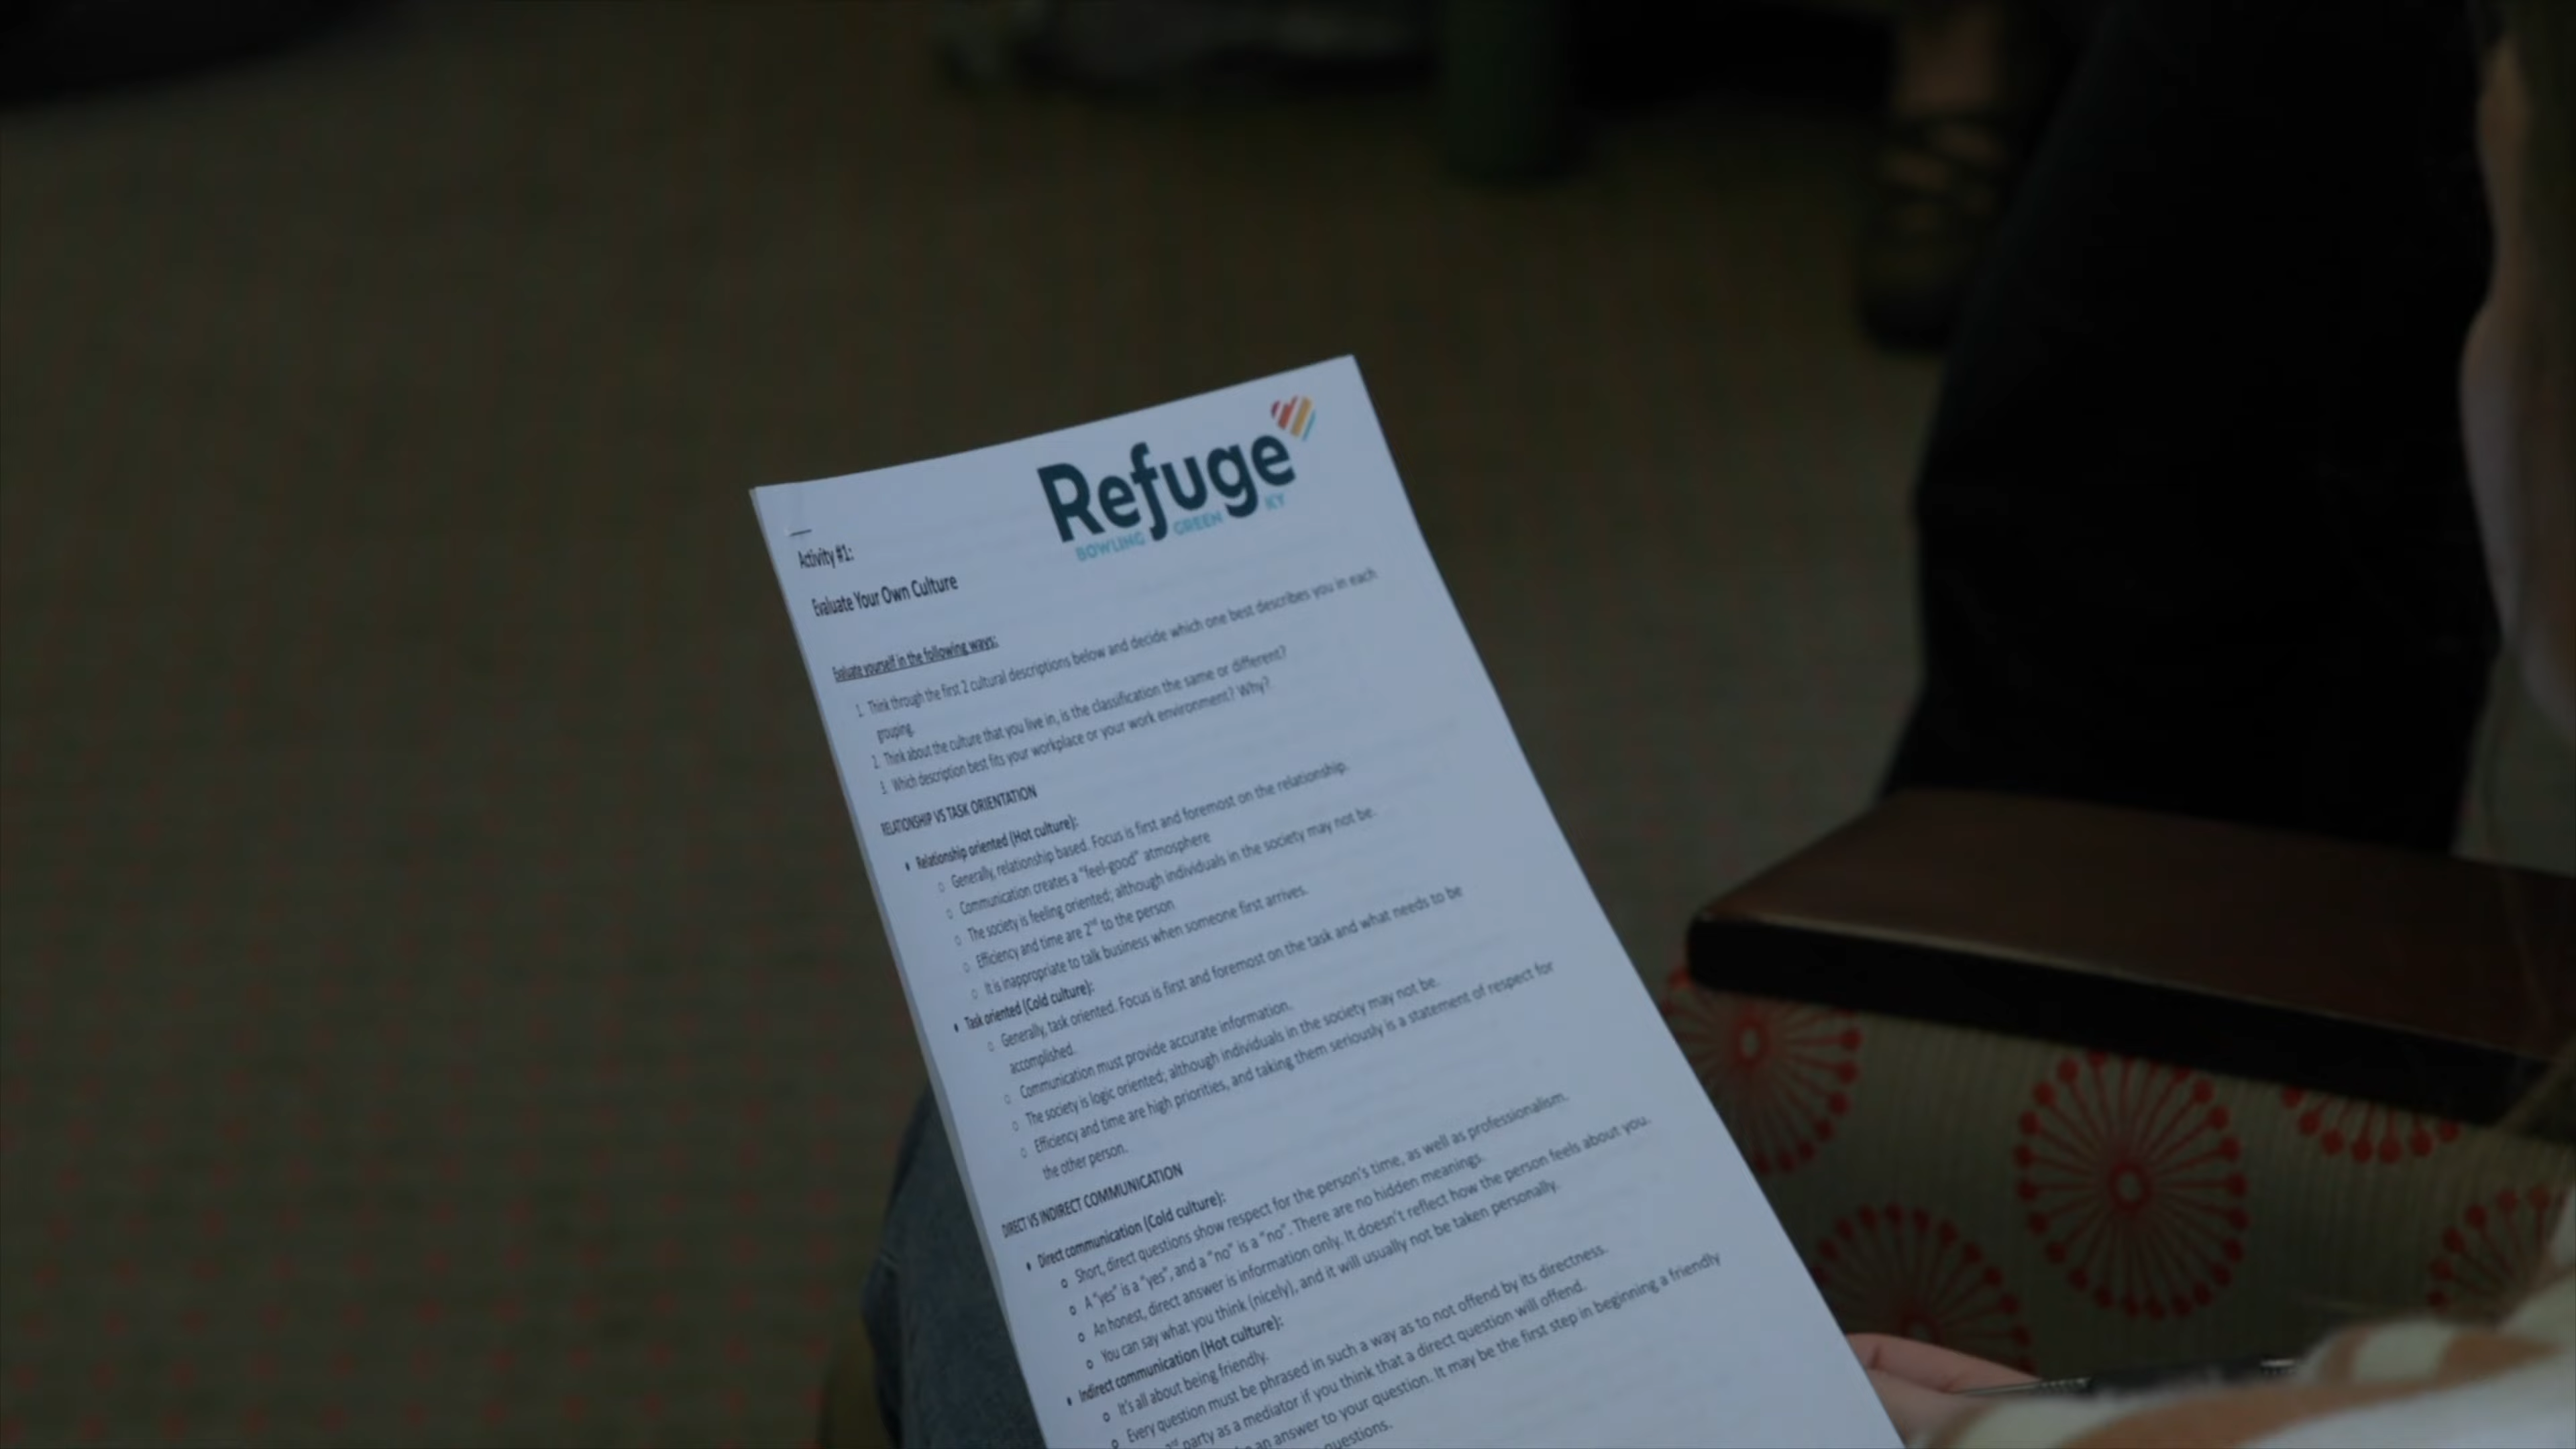 Refuge
BOWLING GREEN KY
Activity #1:
Evaluate Your Own Culture
Evaluate yourself in the following ways:
1. Think through the first 2 cultural descriptions below and decide which one best describes you in each
grouping.
2. Think about the culture that you live in, is the classification the same or different?
3. Which description best fits your workplace or your work environment? Why?
RELATIONSHIP VS TASK ORIENTATION
• Relationship oriented (Hot culture):
o Generally, relationship based. Focus is first and foremost on the relationship.
o Communication creates a "feel-good" atmosphere
o The society is feeling oriented; although individuals in the society may not be.
o Efficiency and time are 2nd to the person
o It is inappropriate to talk business when someone first arrives.
• Task oriented (Cold culture):
o Generally, task oriented. Focus is first and foremost on the task and what needs to be
accomplished.
o Communication must provide accurate information.
o The society is logic oriented; although individuals in the society may not be.
o Efficiency and time are high priorities, and taking them seriously is a statement of respect for
the other person.
DIRECT VS INDIRECT COMMUNICATION
• Direct communication (Cold culture):
o Short, direct questions show respect for the person's time, as well as professionalism.
o A "yes" is a "yes", and a "no" is a "no". There are no hidden meanings.
o An honest, direct answer is information only. It doesn't reflect how the person feels about you.
o You can say what you think (nicely), and it will usually not be taken personally.
• Indirect communication (Hot culture):
o It's all about being friendly.
o Every question must be phrased in such a way as to not offend by its directness.
party as a mediator if you think that a direct question will offend.
an answer to your question. It may be the first step in beginning a friendly
questions.